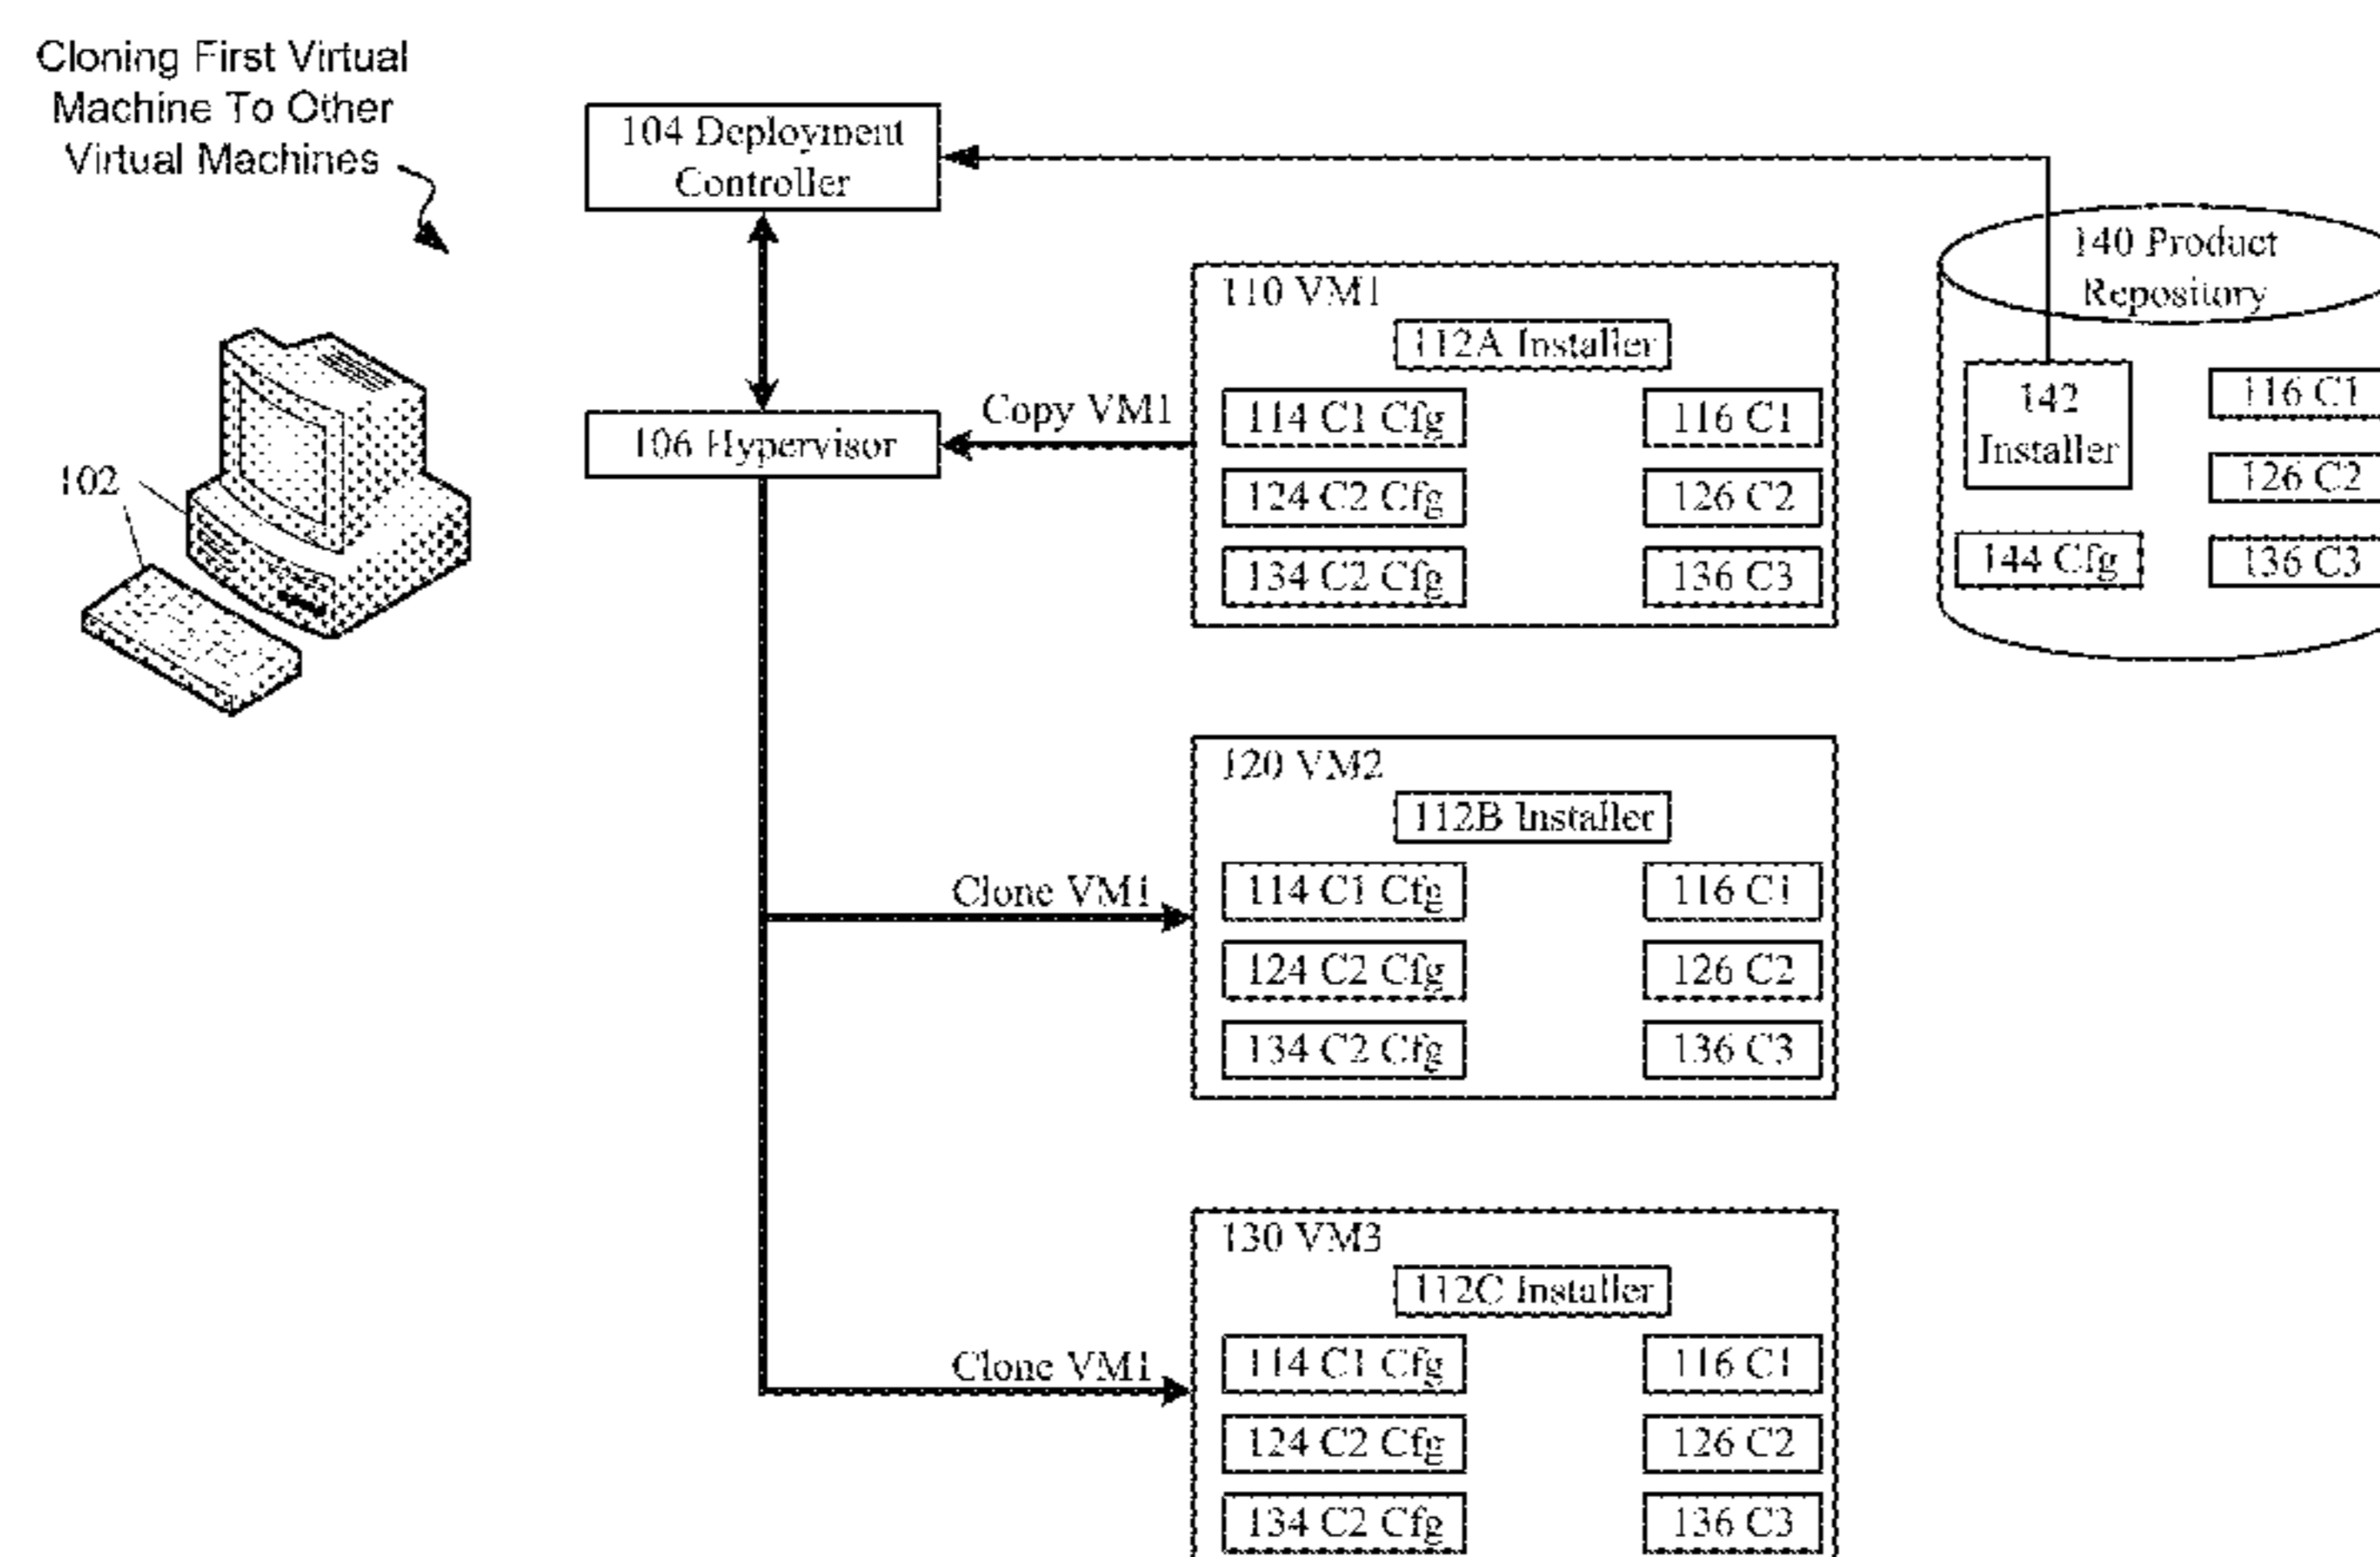 Cloning First Virtual
Machine To Other
Virtual Machines
102
104 Deployment
Controller
106 Hypervisor
Copy VM1
110 VM1
112A Installer
114 C1 Cfg
116 C1
124 C2 Cfg
126 C2
134 C2 Cfg
136 C3
140 Product
Repository
142
Installer
116 C1
126 C2
144 Cfg
136 C3
Clone VM1
120 VM2
112B Installer
114 C1 Cfg
116 C1
124 C2 Cfg
126 C2
134 C2 Cfg
136 C3
Clone VM1
130 VM3
112C Installer
114 C1 Cfg
116 C1
124 C2 Cfg
126 C2
134 C2 Cfg
136 C3